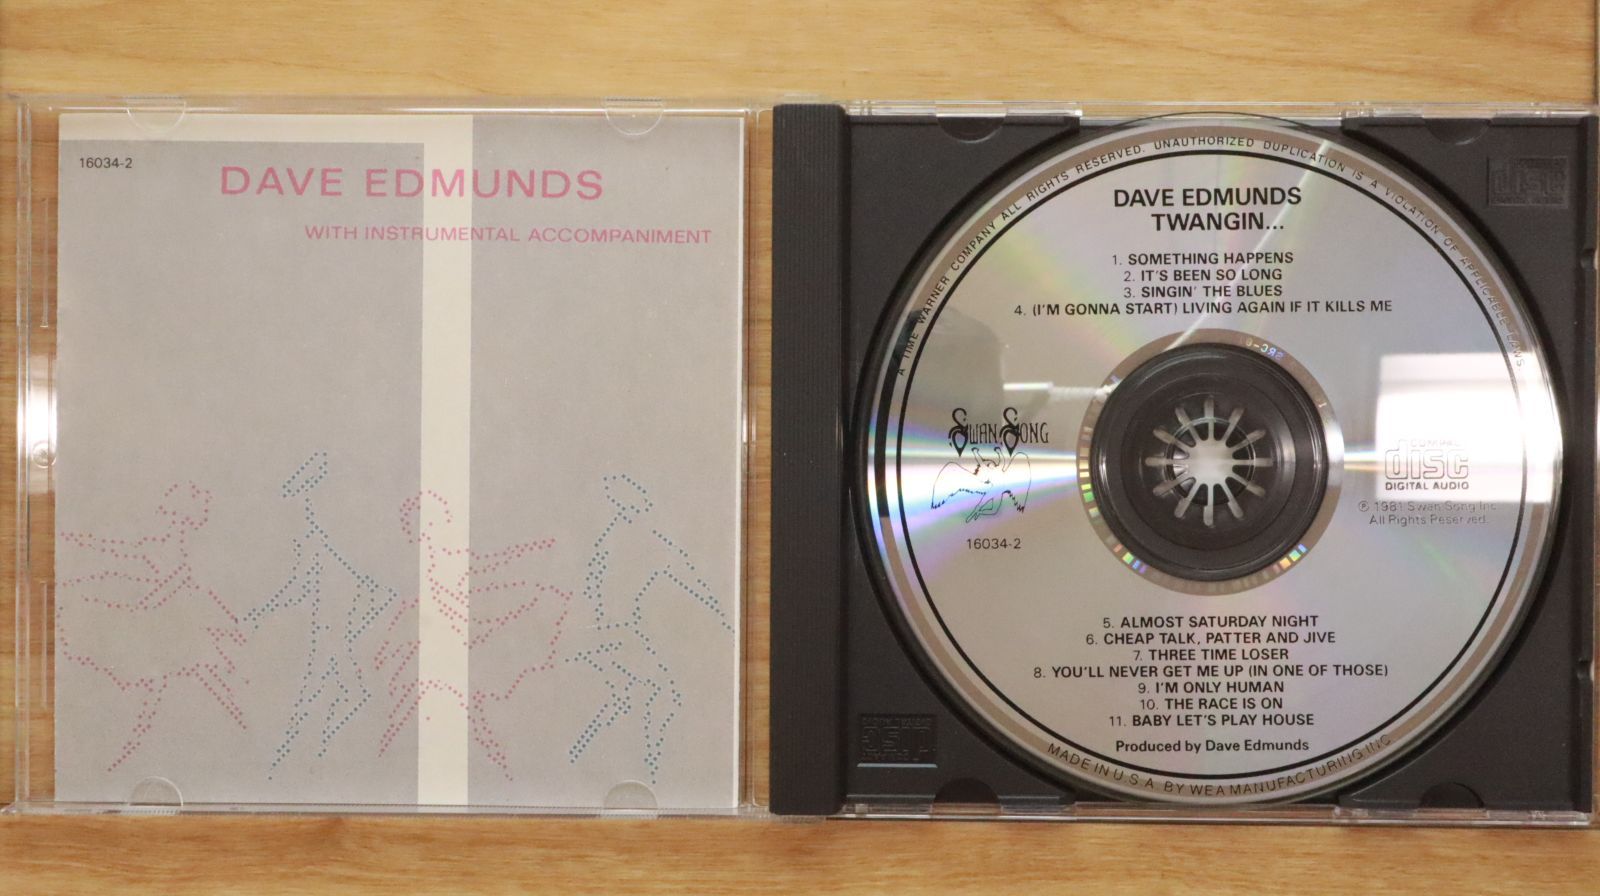 16034-2
DAVE EDMUNDS
WITH INSTRUMENTAL ACCOMPANIMENT
A TIME WARNER COMPANY ALL RIGHTS RESERVED. UNAUTHORIZED DUPLICATION IS A VIOLATION OF APPLICABLE LAWS.
DAVE EDMUNDS
TWANGIN...
1. SOMETHING HAPPENS
2. IT'S BEEN SO LONG
3. SINGIN' THE BLUES
4. (I'M GONNA START) LIVING AGAIN IF IT KILLS ME
SWAN SONG
16034-2
COMPACT
disc
DIGITAL AUDIO
℗ 1981 Swan Song Inc.
All Rights Reserved.
5. ALMOST SATURDAY NIGHT
6. CHEAP TALK, PATTER AND JIVE
7. THREE TIME LOSER
8. YOU'LL NEVER GET ME UP (IN ONE OF THOSE)
9. I'M ONLY HUMAN
10. THE RACE IS ON
11. BABY LET'S PLAY HOUSE
Produced by Dave Edmunds
MADE IN U.S.A. BY WEA MANUFACTURING INC